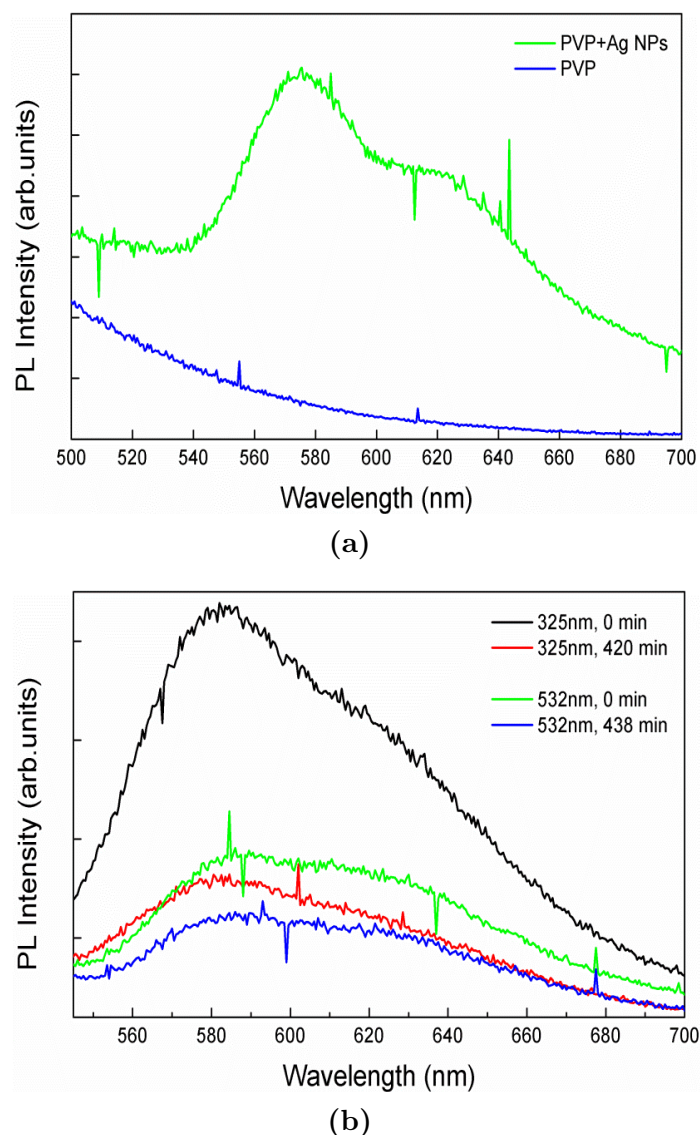 PVP+Ag NPs
PVP
PL Intensity (arb.units)
500 520 540 560 580 600 620 640 660 680 700
Wavelength (nm)
(a)
325nm, 0 min
325nm, 420 min
532nm, 0 min
532nm, 438 min
PL Intensity (arb.units)
560 580 600 620 640 660 680 700
Wavelength (nm)
(b)